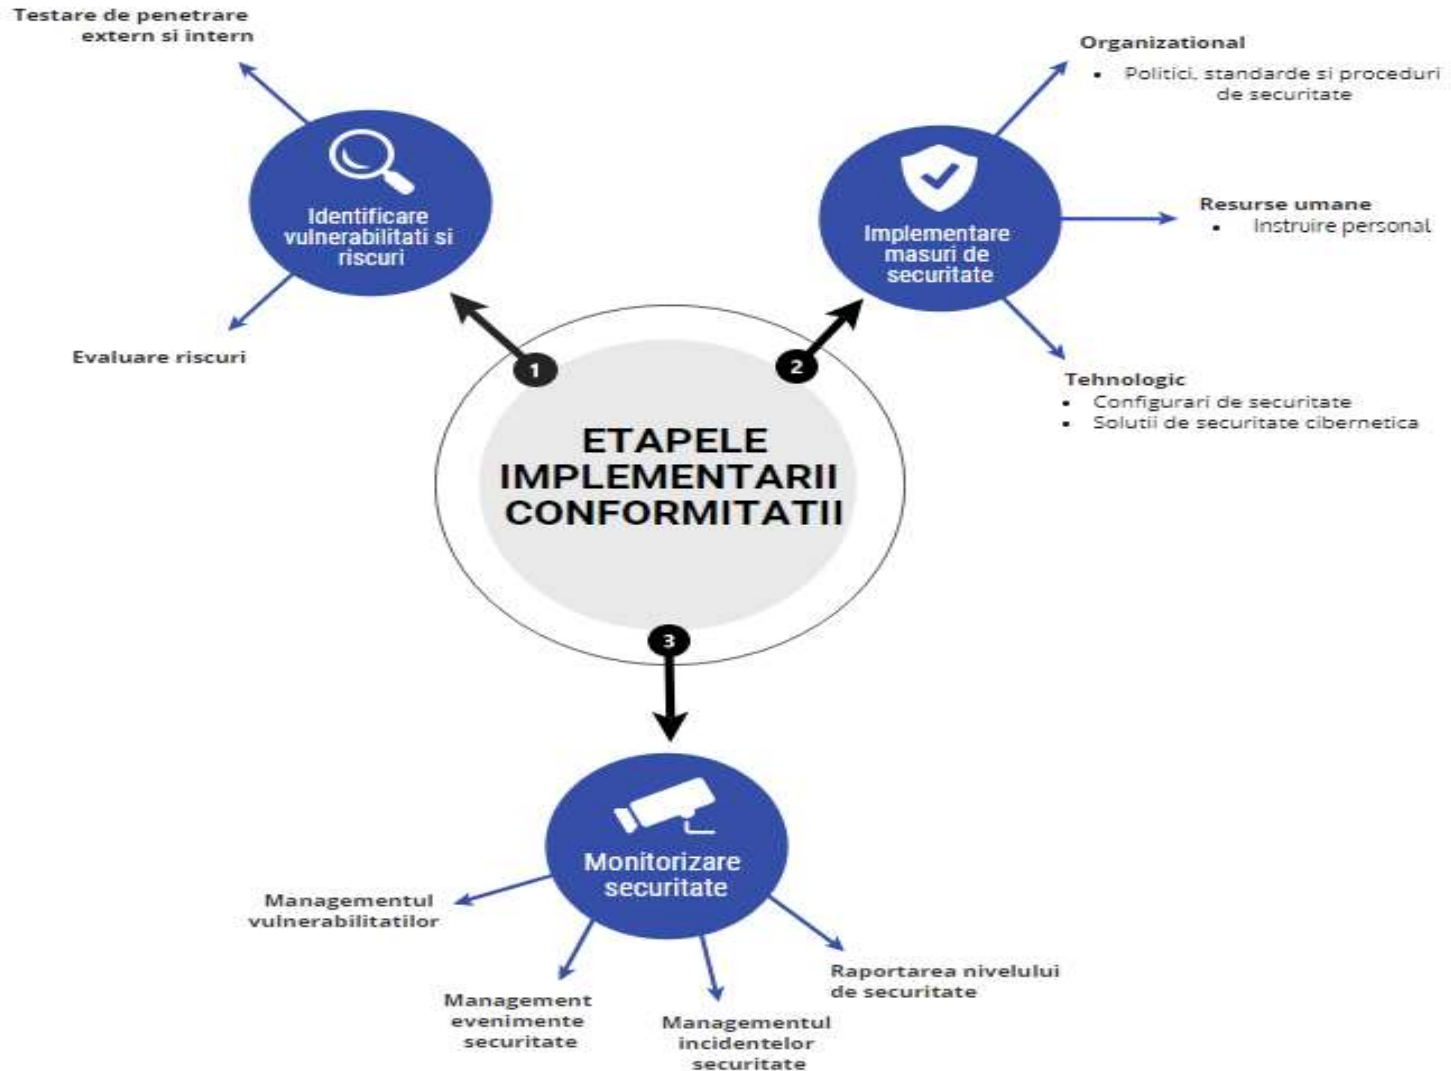 Testare de penetrare
extern si intern
Identificare
vulnerabilitati si
riscuri
Evaluare riscuri
Organizational
• Politici, standarde si proceduri
de securitate
Implementare
masuri de
securitate
Resurse umane
• Instruire personal
Tehnologic
• Configurari de securitate
• Solutii de securitate cibernetica
1
2
ETAPELE
IMPLEMENTARII
CONFORMITATII
3
Monitorizare
securitate
Managementul
vulnerabilitatilor
Management
evenimente
securitate
Managementul
incidentelor
securitate
Raportarea nivelului
de securitate